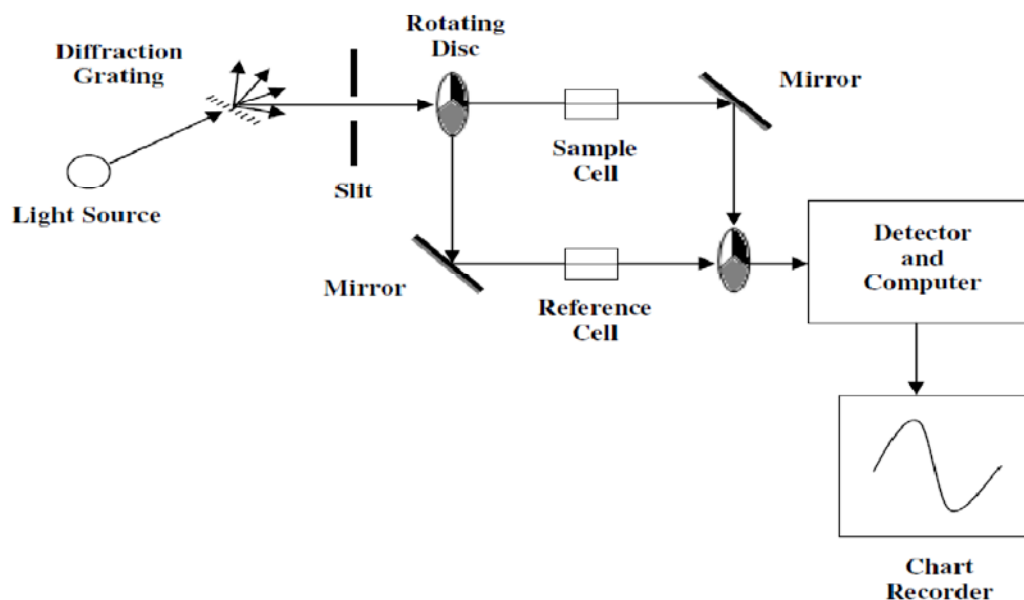 Rotating
Disc
Diffraction
Grating
Mirror
Sample
Cell
Slit
Light Source
Detector
and
Computer
Mirror
Reference
Cell
Chart
Recorder